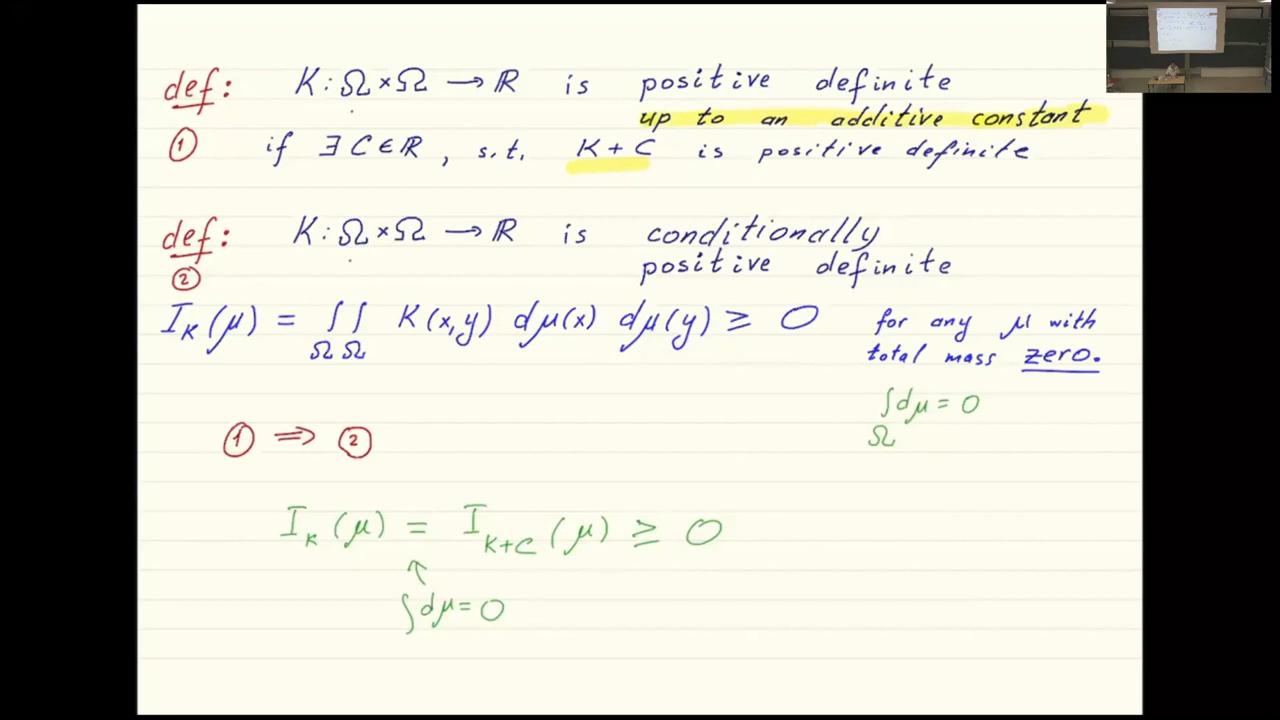 def: K : Ω × Ω → ℝ is positive definite
up to an additive constant
① if ∃ C ∈ ℝ, s.t. K + C is positive definite
def: K : Ω × Ω → ℝ is conditionally
② positive definite
I_K(μ) = ∫∫ K(x,y) dμ(x) dμ(y) ≥ 0 for any μ with
Ω Ω total mass zero.
∫dμ = 0
Ω
① ⟹ ②
I_K(μ) = I_{K+C}(μ) ≥ 0
↑
∫dμ = 0